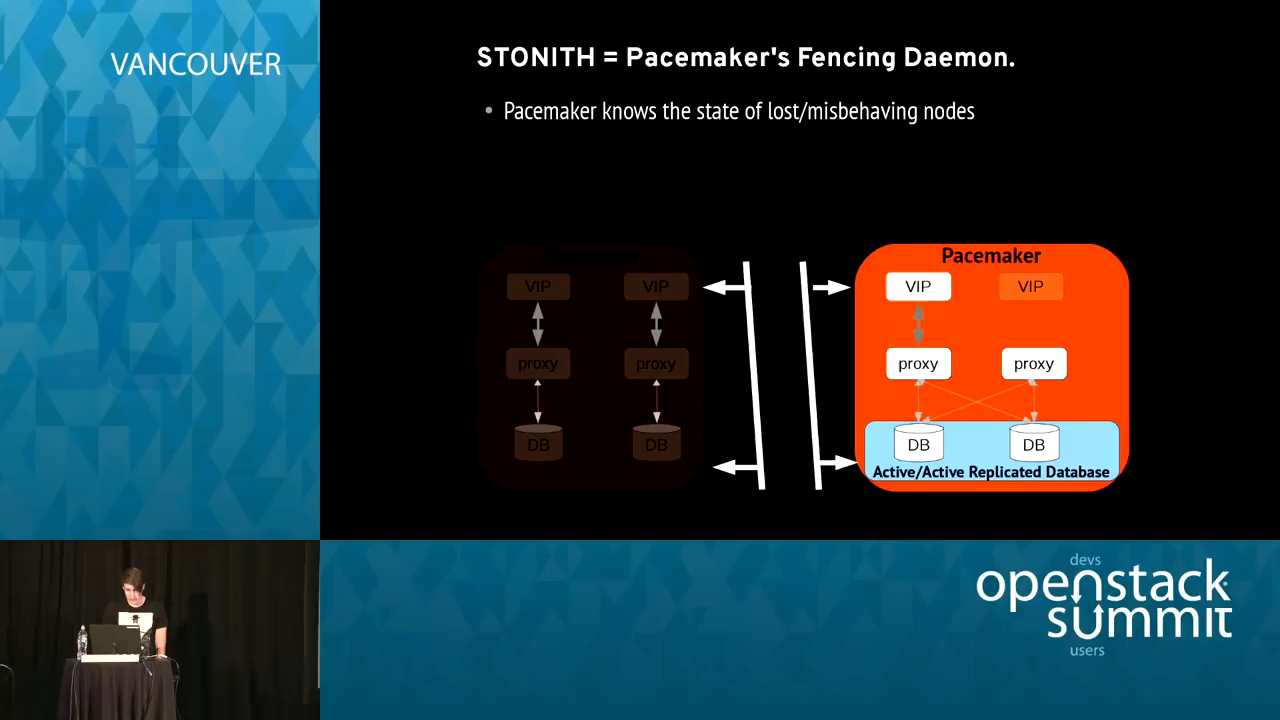 VANCOUVER
STONITH = Pacemaker's Fencing Daemon.
• Pacemaker knows the state of lost/misbehaving nodes
VIP
VIP
proxy
proxy
DB
DB
Pacemaker
VIP
VIP
proxy
proxy
DB
DB
Active/Active Replicated Database
devs
openstack
summit
users